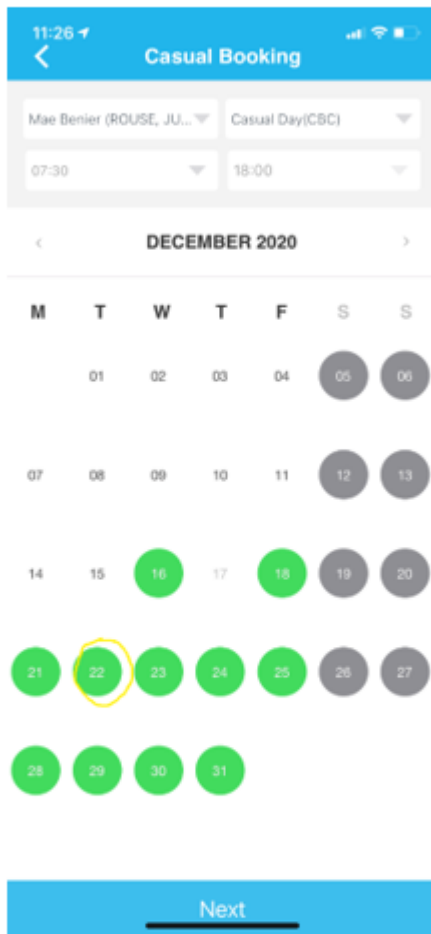 11:26
Casual Booking
Mae Benier (ROUSE, JU... Casual Day(CBC)
07:30 18:00
DECEMBER 2020
M T W T F S S
01 02 03 04 05 06
07 08 09 10 11 12 13
14 15 16 17 18 19 20
21 22 23 24 25 26 27
28 29 30 31
Next